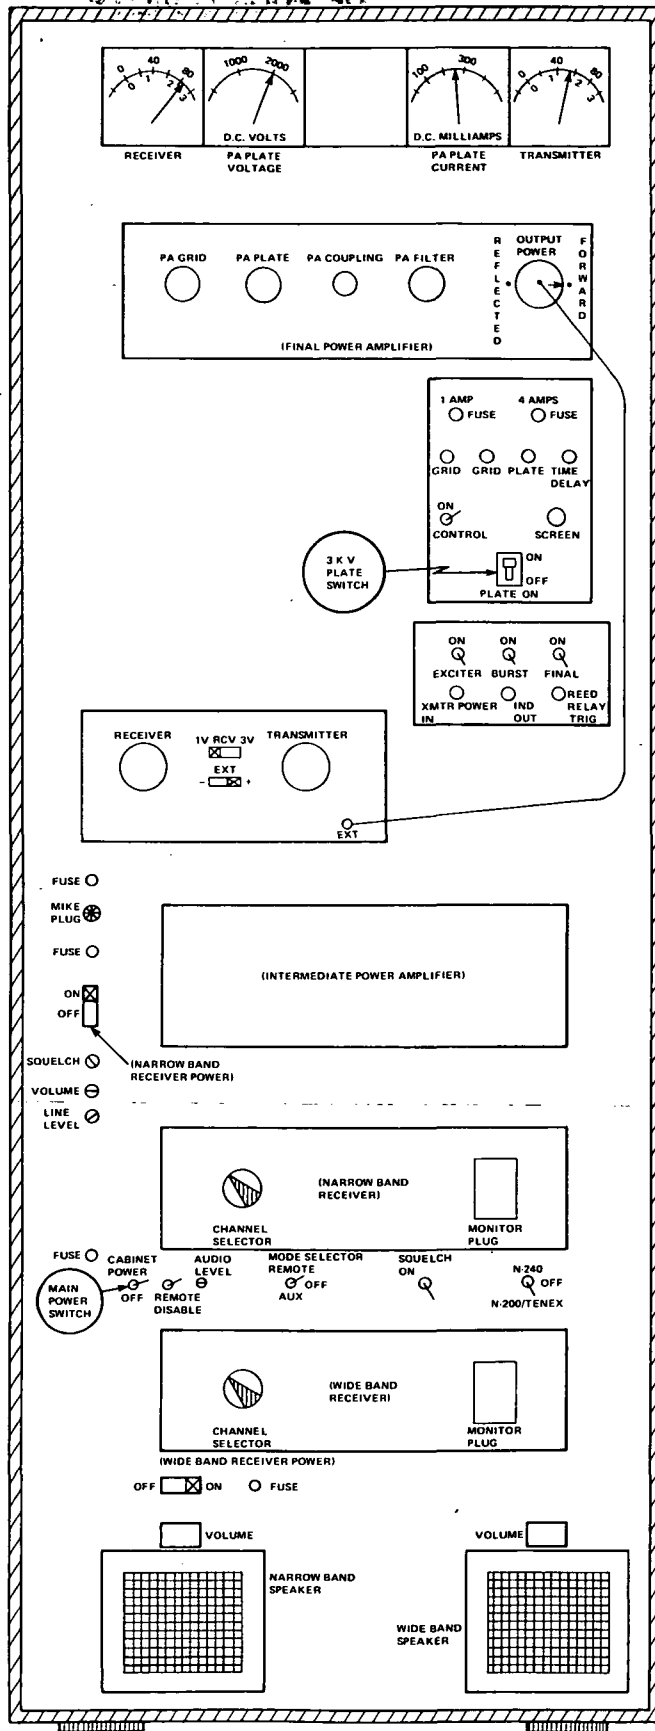 0 40 80
0 1 2 3
1000 2000
D.C. VOLTS
100 300
D.C. MILLIAMPS
0 40 80
0 1 2 3
RECEIVER
PA PLATE
VOLTAGE
PA PLATE
CURRENT
TRANSMITTER
PA GRID
PA PLATE
PA COUPLING
PA FILTER
REFLECTED
OUTPUT
POWER
FORWARD
(FINAL POWER AMPLIFIER)
1 AMP
FUSE
4 AMPS
FUSE
GRID
GRID
PLATE
TIME
DELAY
ON
CONTROL
SCREEN
3 K V
PLATE
SWITCH
ON
OFF
PLATE ON
ON
EXCITER
ON
BURST
ON
FINAL
XMTR POWER
IN
IND
OUT
REED
RELAY
TRIG
RECEIVER
1V RCV 3V
TRANSMITTER
EXT
- +
EXT
FUSE
MIKE
PLUG
FUSE
ON
OFF
(NARROW BAND
RECEIVER POWER)
(INTERMEDIATE POWER AMPLIFIER)
SQUELCH
VOLUME
LINE
LEVEL
CHANNEL
SELECTOR
(NARROW BAND
RECEIVER)
MONITOR
PLUG
FUSE
MAIN
POWER
SWITCH
CABINET
POWER
OFF
REMOTE
DISABLE
AUDIO
LEVEL
MODE SELECTOR
REMOTE
OFF
AUX
SQUELCH
ON
N-240
OFF
N-200/TENEX
CHANNEL
SELECTOR
(WIDE BAND
RECEIVER)
MONITOR
PLUG
(WIDE BAND RECEIVER POWER)
OFF
ON
FUSE
VOLUME
VOLUME
NARROW BAND
SPEAKER
WIDE BAND
SPEAKER